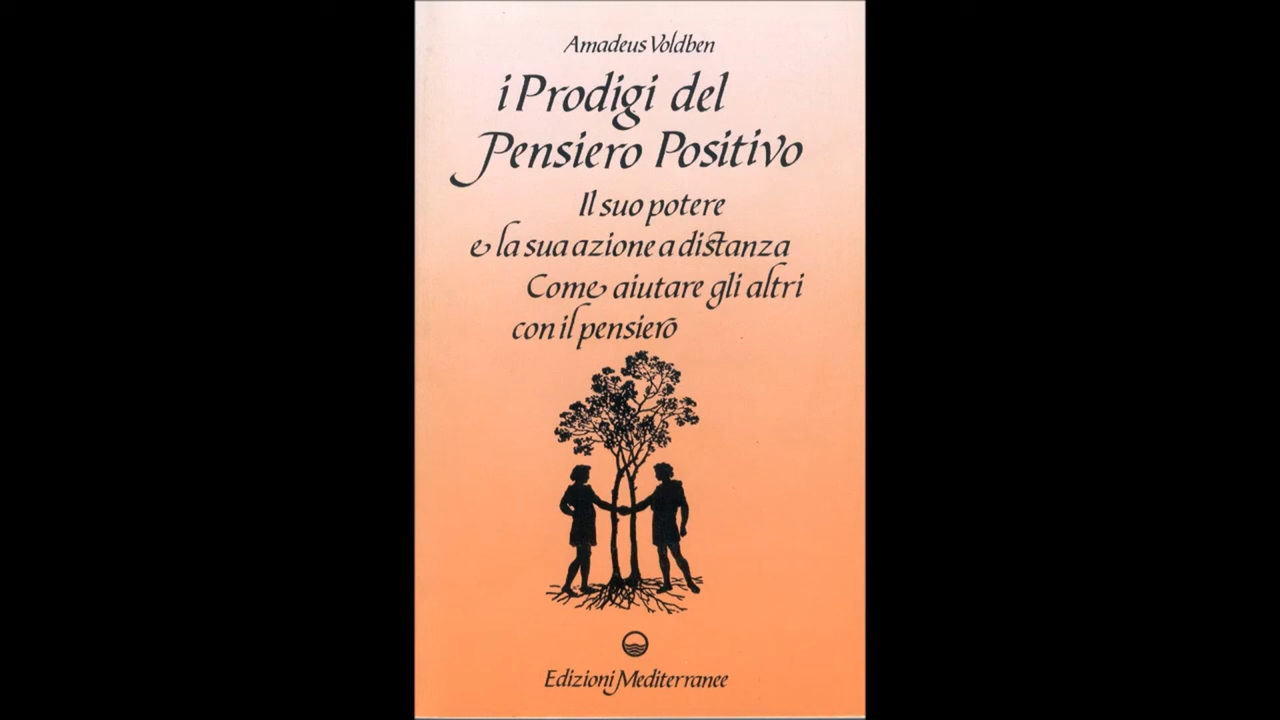 Amadeus Voldben
i Prodigi del
Pensiero Positivo
Il suo potere
e la sua azione a distanza
Come aiutare gli altri
con il pensiero
Edizioni Mediterranee